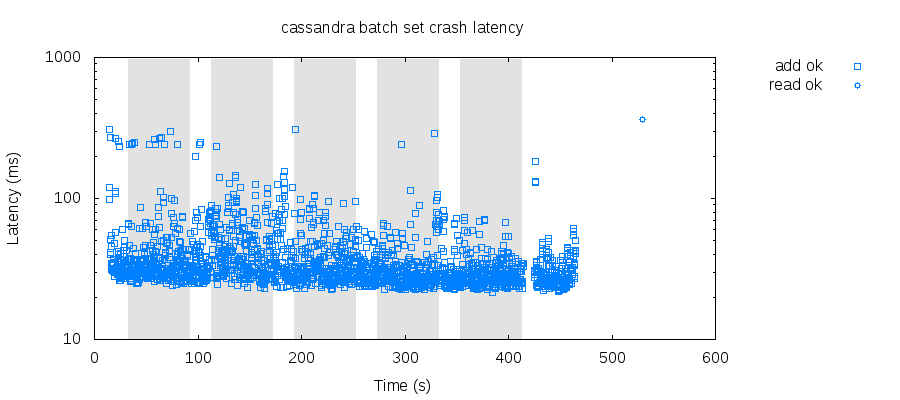 cassandra batch set crash latency
1000
100
10
0 100 200 300 400 500 600
Latency (ms)
Time (s)
add ok
read ok